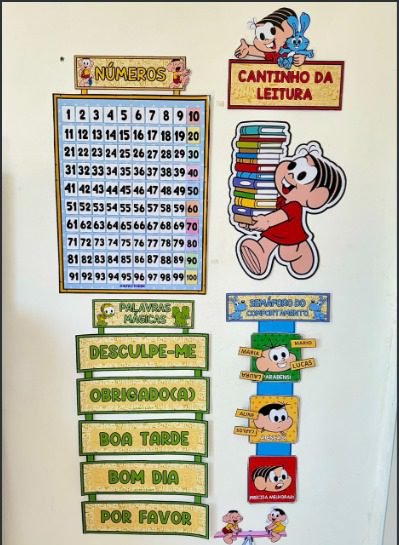 NÚMEROS
1 2 3 4 5 6 7 8 9 10
11 12 13 14 15 16 17 18 19 20
21 22 23 24 25 26 27 28 29 30
31 32 33 34 35 36 37 38 39 40
41 42 43 44 45 46 47 48 49 50
51 52 53 54 55 56 57 58 59 60
61 62 63 64 65 66 67 68 69 70
71 72 73 74 75 76 77 78 79 80
81 82 83 84 85 86 87 88 89 90
91 92 93 94 95 96 97 98 99 100
CANTINHO DA
LEITURA
PALAVRAS
MÁGICAS
DESCULPE-ME
OBRIGADO(A)
BOA TARDE
BOM DIA
POR FAVOR
SEMÁFORO DO
COMPORTAMENTO
MARIO
MARIA
LUCAS
LAURA
PARABÉNS!
ALINE
CARLOS
PRECISA MELHORAR!